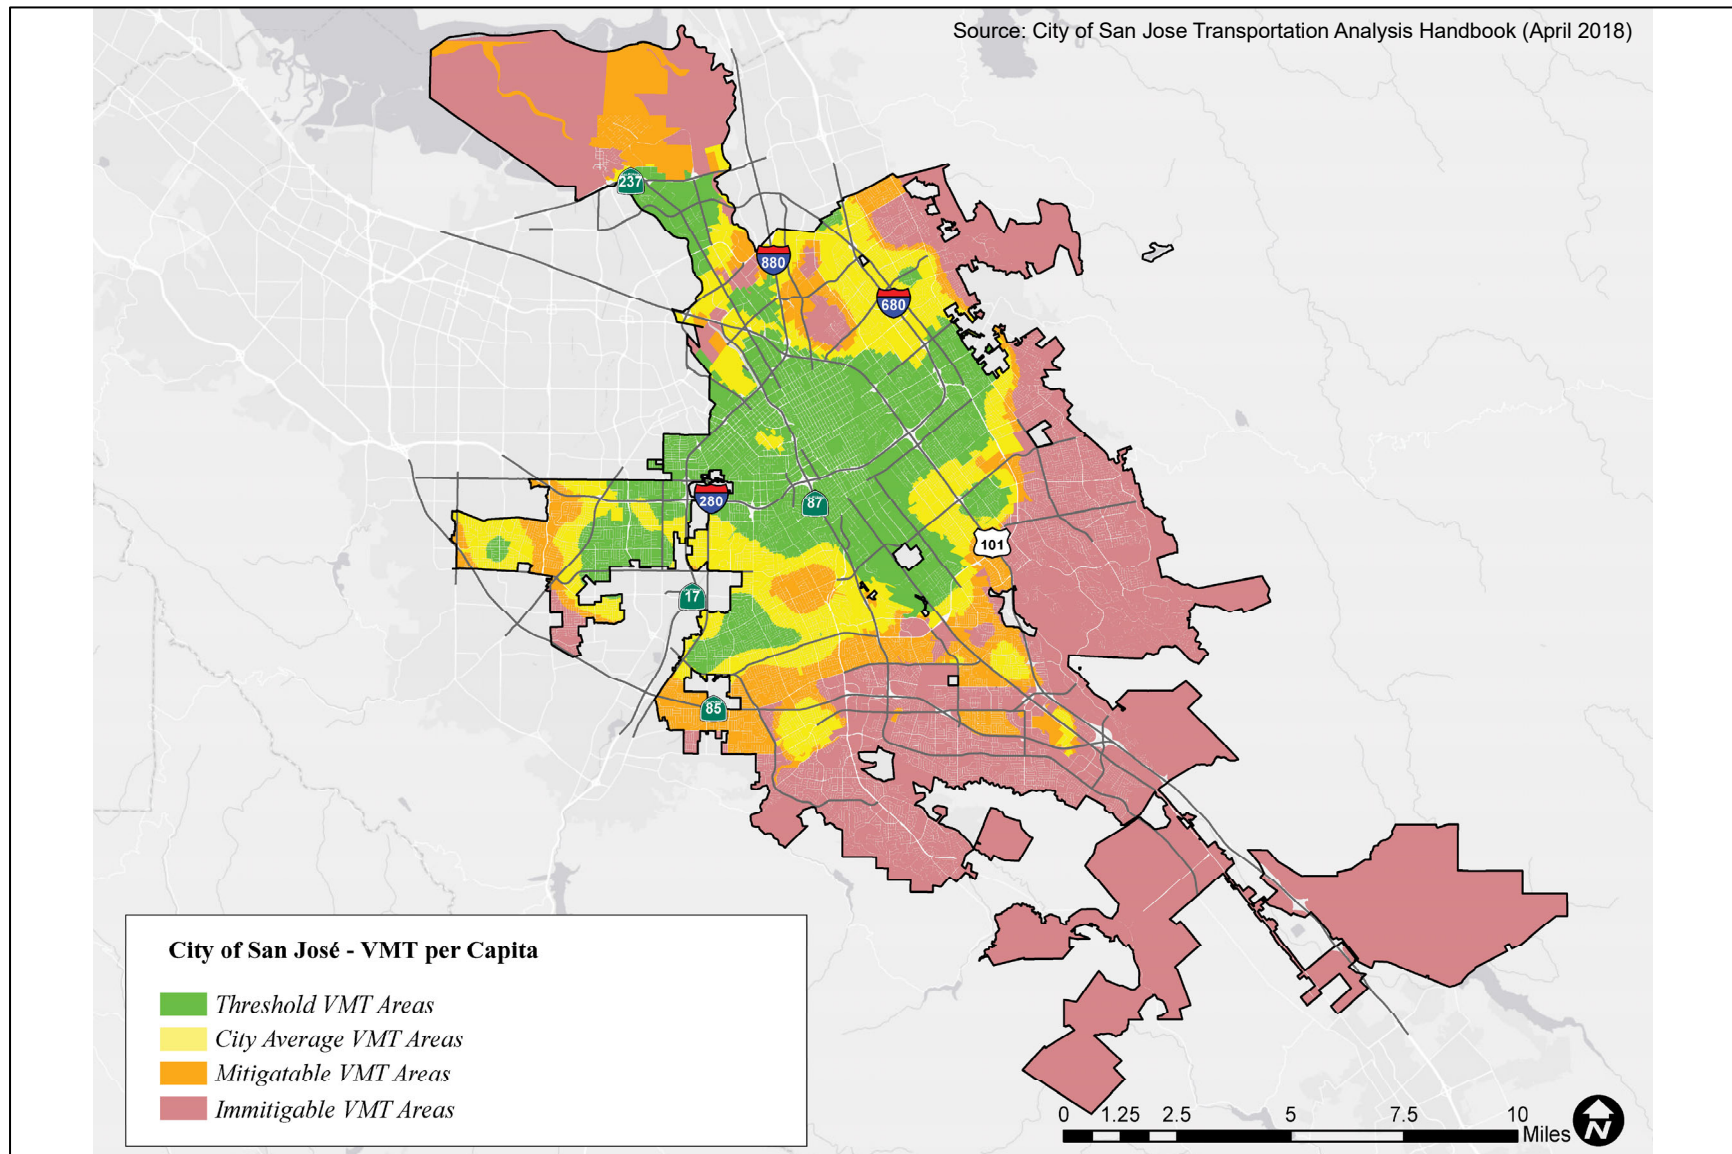 Source: City of San Jose Transportation Analysis Handbook (April 2018)
237
880
680
280
87
101
17
85
City of San José - VMT per Capita
Threshold VMT Areas
City Average VMT Areas
Mitigatable VMT Areas
Immitigable VMT Areas
0 1.25 2.5 5 7.5 10
Miles
N